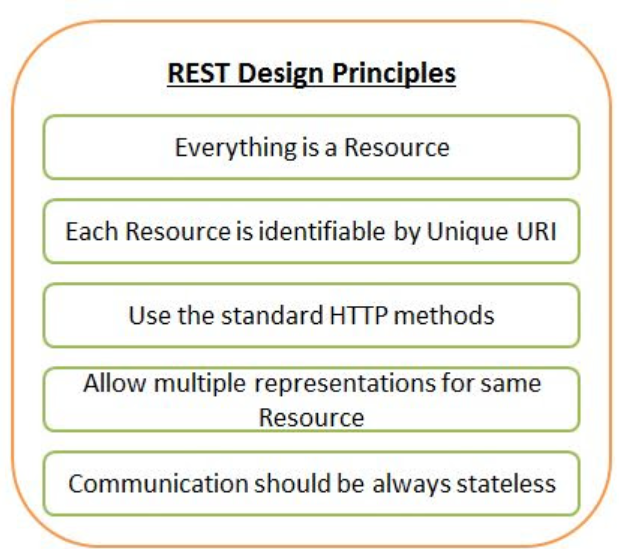 REST Design Principles
Everything is a Resource
Each Resource is identifiable by Unique URI
Use the standard HTTP methods
Allow multiple representations for same
Resource
Communication should be always stateless